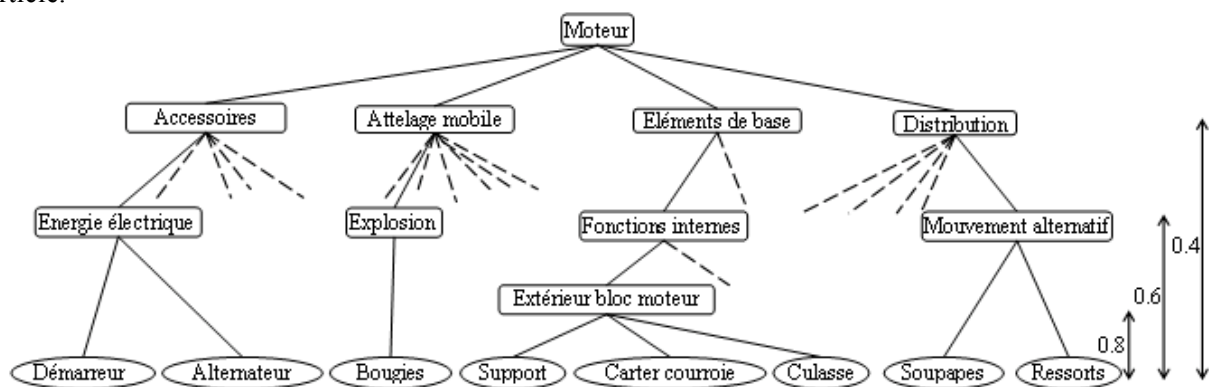 Moteur
Accessoires
Attelage mobile
Eléments de base
Distribution
Energie électrique
Explosion
Fonctions internes
Mouvement alternatif
0.4
0.6
Extérieur bloc moteur
0.8
Démarreur
Alternateur
Bougies
Support
Carter courroie
Culasse
Soupapes
Ressorts